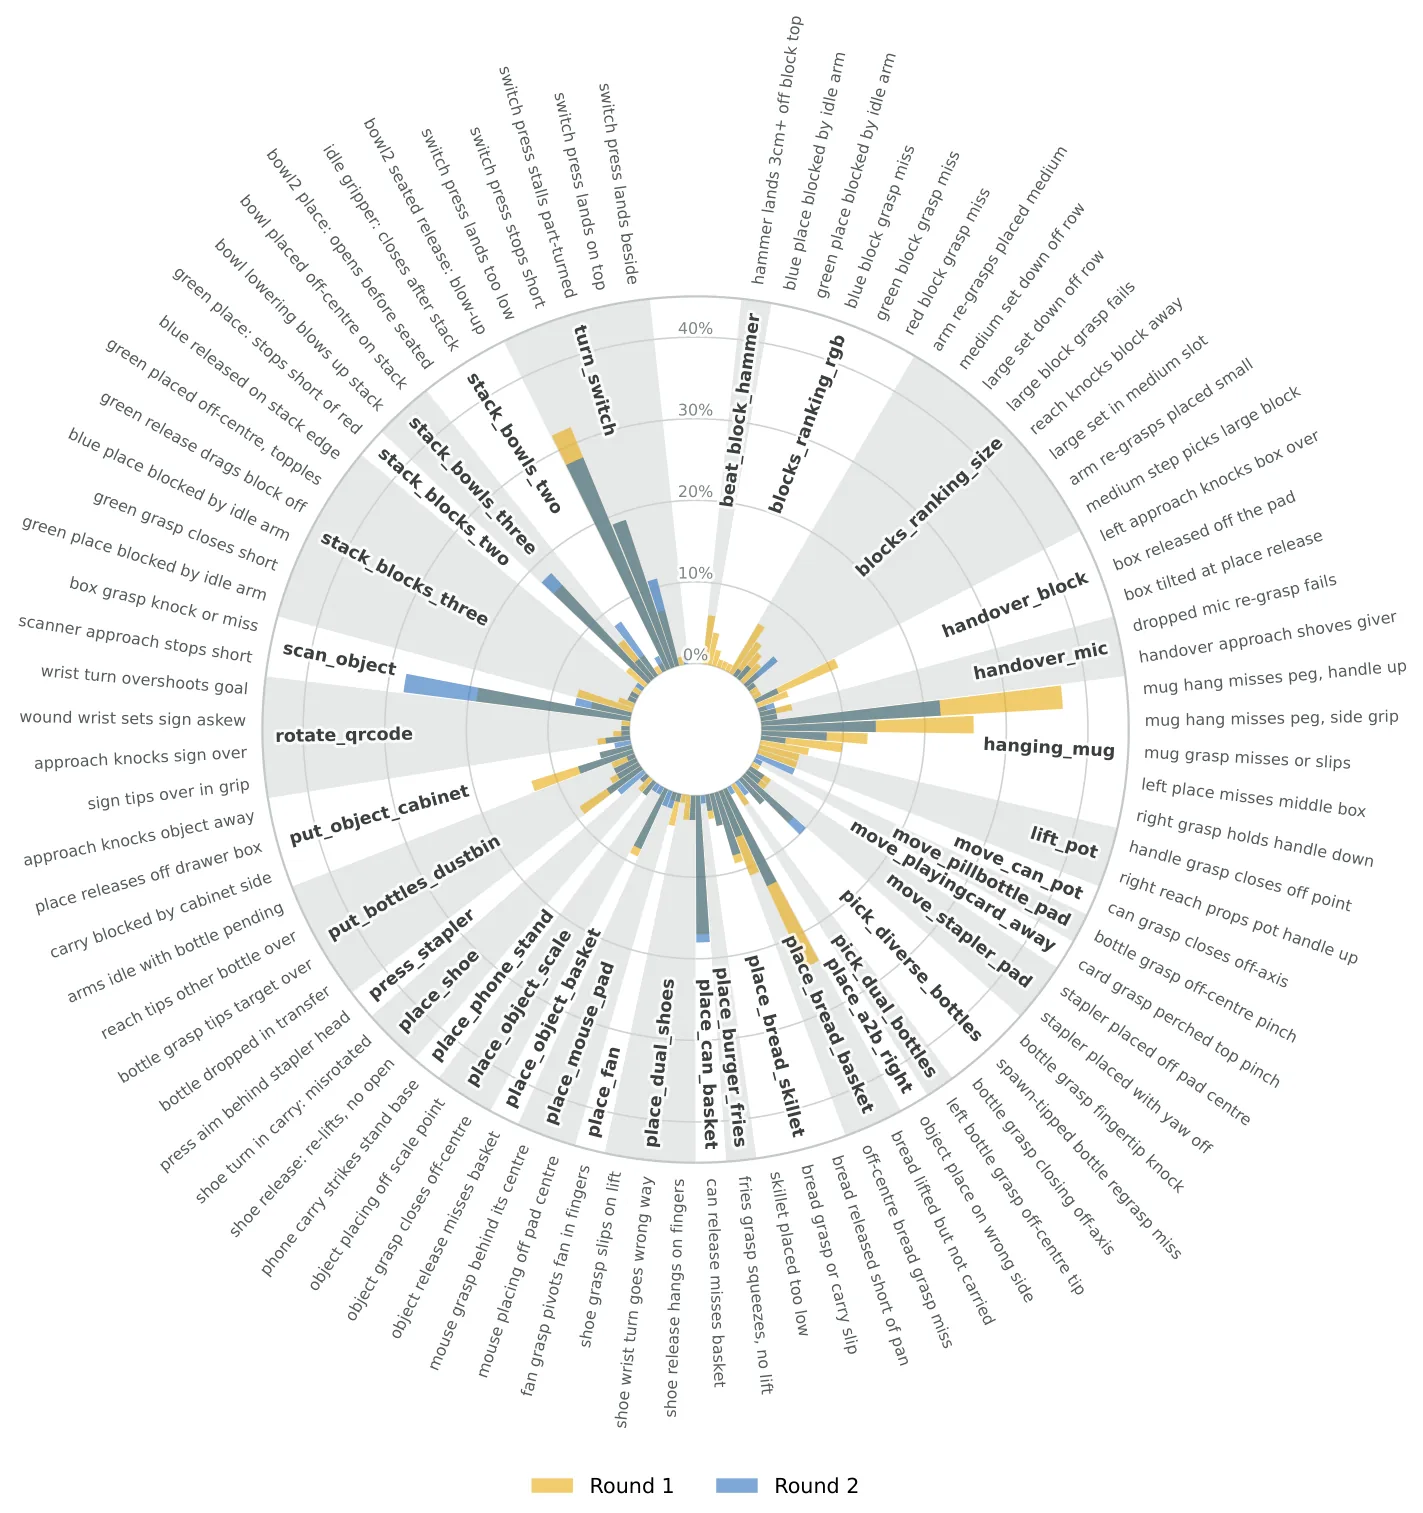 hammer lands 3cm+ off block top
blue place blocked by idle arm
green place blocked by idle arm
blue block grasp miss
green block grasp miss
red block grasp miss
arm re-grasps placed medium
medium set down off row
large set down off row
large block grasp fails
reach knocks block away
large set in medium slot
arm re-grasps placed small
medium step picks large block
left approach knocks box over
box released off the pad
box tilted at place release
dropped mic re-grasp fails
handover approach shoves giver
mug hang misses peg, handle up
mug hang misses peg, side grip
mug grasp misses or slips
left place misses middle box
right grasp holds handle down
handle grasp closes off point
right reach props pot handle up
can grasp closes off-axis
bottle grasp off-centre pinch
card grasp perched top pinch
stapler placed off pad centre
stapler placed with yaw off
bottle grasp fingertip knock
spawn-tipped bottle regrasp miss
bottle grasp closing off-axis
left bottle grasp off-centre tip
object place on wrong side
bread lifted but not carried
off-centre bread grasp miss
bread released short of pan
bread grasp or carry slip
skillet placed too low
fries grasp squeezes, no lift
can release misses basket
shoe release hangs on fingers
shoe wrist turn goes wrong way
shoe grasp slips on lift
fan grasp pivots fan in fingers
mouse placing off pad centre
mouse grasp behind its centre
object release misses basket
object grasp closes off-centre
object placing off scale point
phone carry strikes stand base
shoe release: re-lifts, no open
shoe turn in carry: misrotated
press aim behind stapler head
bottle dropped in transfer
bottle grasp tips target over
reach tips other bottle over
arms idle with bottle pending
carry blocked by cabinet side
place releases off drawer box
approach knocks object away
sign tips over in grip
approach knocks sign over
wound wrist sets sign askew
wrist turn overshoots goal
scanner approach stops short
box grasp knock or miss
green place blocked by idle arm
green grasp closes short
blue place blocked by idle arm
green release drags block off
green placed off-centre, topples
blue released on stack edge
green place: stops short of red
bowl lowering blows up stack
bowl placed off-centre on stack
bowl2 place: opens before seated
idle gripper: closes after stack
bowl2 seated release: blow-up
switch press lands too low
switch press stops short
switch press stalls part-turned
switch press lands on top
switch press lands beside
40%
30%
20%
10%
0%
beat_block_hammer
blocks_ranking_rgb
blocks_ranking_size
handover_block
handover_mic
hanging_mug
lift_pot
move_can_pot
move_pillbottle_pad
move_playingcard_away
move_stapler_pad
pick_diverse_bottles
pick_dual_bottles
place_a2b_right
place_bread_basket
place_bread_skillet
place_burger_fries
place_can_basket
place_dual_shoes
place_fan
place_mouse_pad
place_object_basket
place_object_scale
place_phone_stand
place_shoe
press_stapler
put_bottles_dustbin
put_object_cabinet
rotate_qrcode
scan_object
stack_blocks_three
stack_blocks_two
stack_bowls_three
stack_bowls_two
turn_switch
Round 1
Round 2